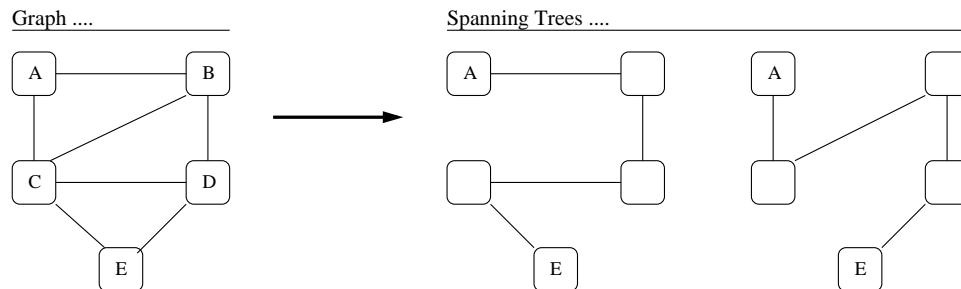 Graph ....
Spanning Trees ....
A B
C D
E
A
E
A
E